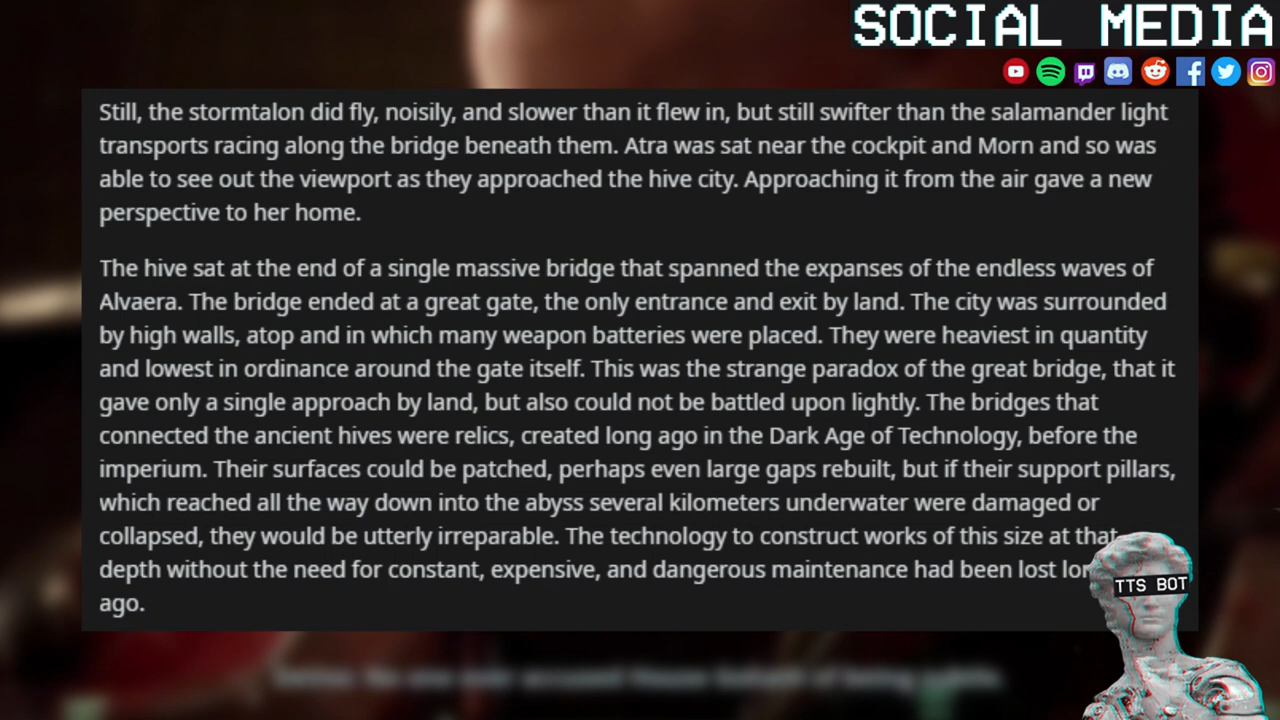 SOCIAL MEDIA
Still, the stormtalon did fly, noisily, and slower than it flew in, but still swifter than the salamander light
transports racing along the bridge beneath them. Atra was sat near the cockpit and Morn and so was
able to see out the viewport as they approached the hive city. Approaching it from the air gave a new
perspective to her home.
The hive sat at the end of a single massive bridge that spanned the expanses of the endless waves of
Alvaera. The bridge ended at a great gate, the only entrance and exit by land. The city was surrounded
by high walls, atop and in which many weapon batteries were placed. They were heaviest in quantity
and lowest in ordinance around the gate itself. This was the strange paradox of the great bridge, that it
gave only a single approach by land, but also could not be battled upon lightly. The bridges that
connected the ancient hives were relics, created long ago in the Dark Age of Technology, before the
imperium. Their surfaces could be patched, perhaps even large gaps rebuilt, but if their support pillars,
which reached all the way down into the abyss several kilometers underwater were damaged or
collapsed, they would be utterly irreparable. The technology to construct works of this size at that
depth without the need for constant, expensive, and dangerous maintenance had been lost
ago.
TTS BOT